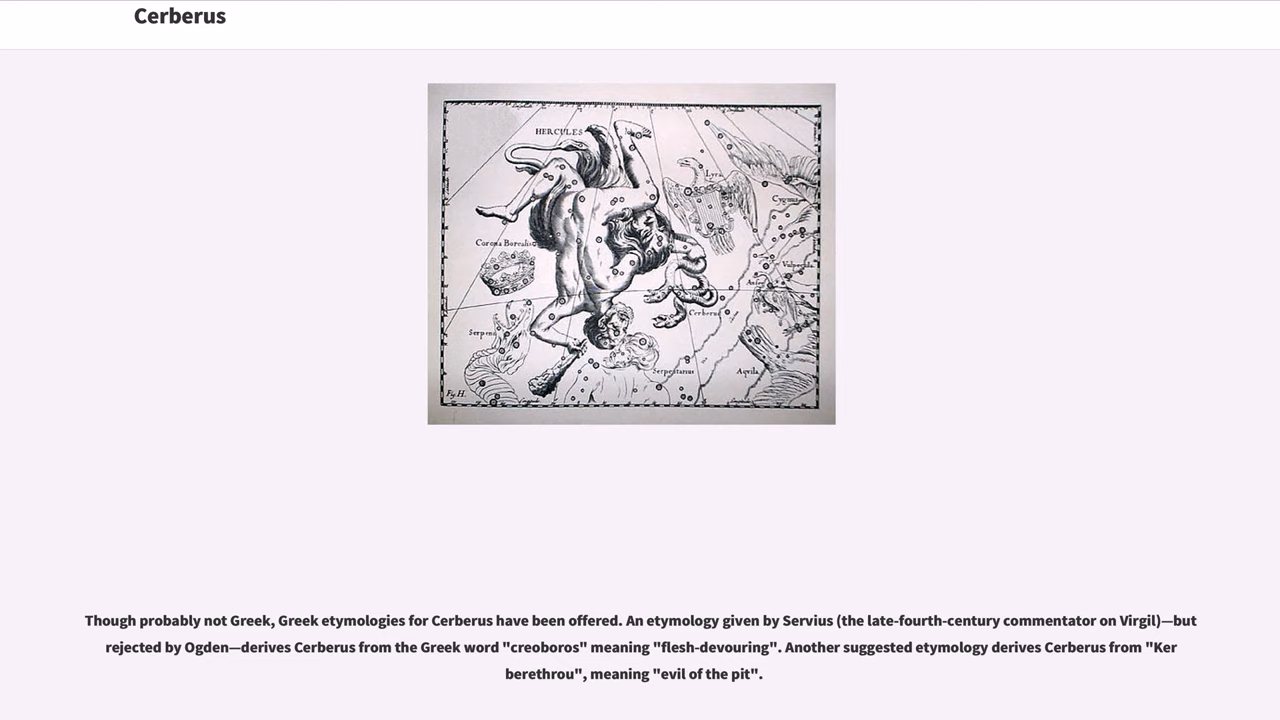 Cerberus
HERCULES
Lyra
Cygnus
Corona Borealis
Vulpecula
Cerberus
Serpens
Serpentarius
Aqvila
Fig. H.
Though probably not Greek, Greek etymologies for Cerberus have been offered. An etymology given by Servius (the late-fourth-century commentator on Virgil)—but
rejected by Ogden—derives Cerberus from the Greek word "creoboros" meaning "flesh-devouring". Another suggested etymology derives Cerberus from "Ker
berethrou", meaning "evil of the pit".